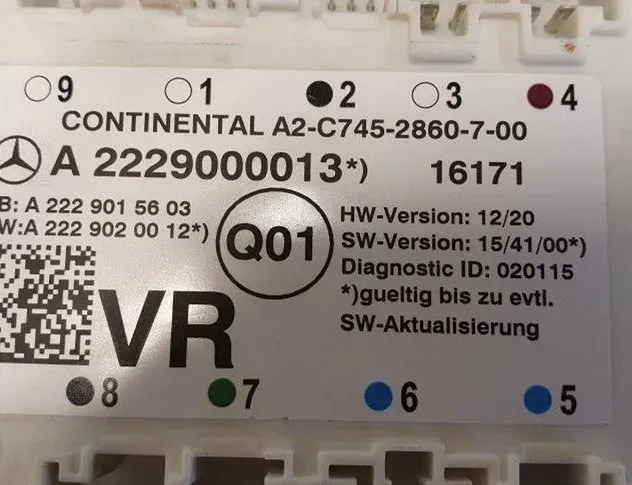 9 1 2 3 4
CONTINENTAL A2-C745-2860-7-00
A 2229000013*) 16171
B: A 222 901 56 03
W:A 222 902 00 12*)
Q01
HW-Version: 12/20
SW-Version: 15/41/00*)
Diagnostic ID: 020115
*)gueltig bis zu evtl.
SW-Aktualisierung
VR
8 7 6 5